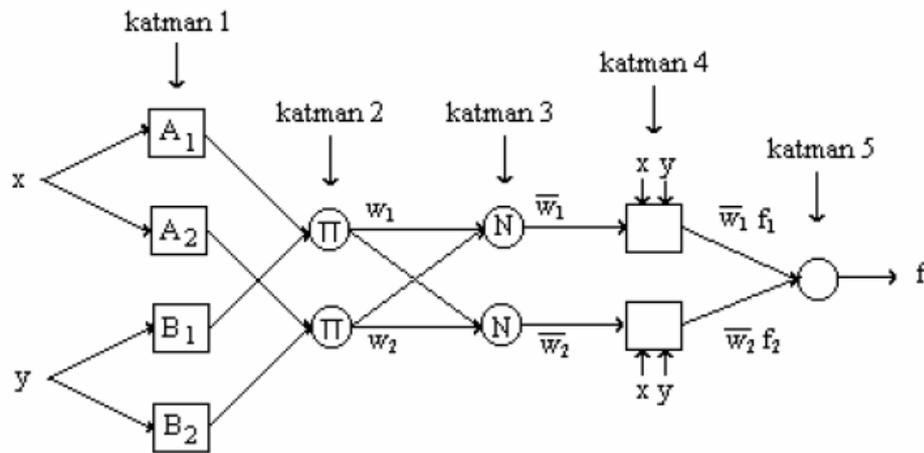 katman 1
katman 2
katman 3
katman 4
katman 5
x
y
A₁
A₂
B₁
B₂
Π
Π
w₁
w₂
N
N
w̅₁
w̅₂
x y
x y
w̅₁ f₁
w̅₂ f₂
f